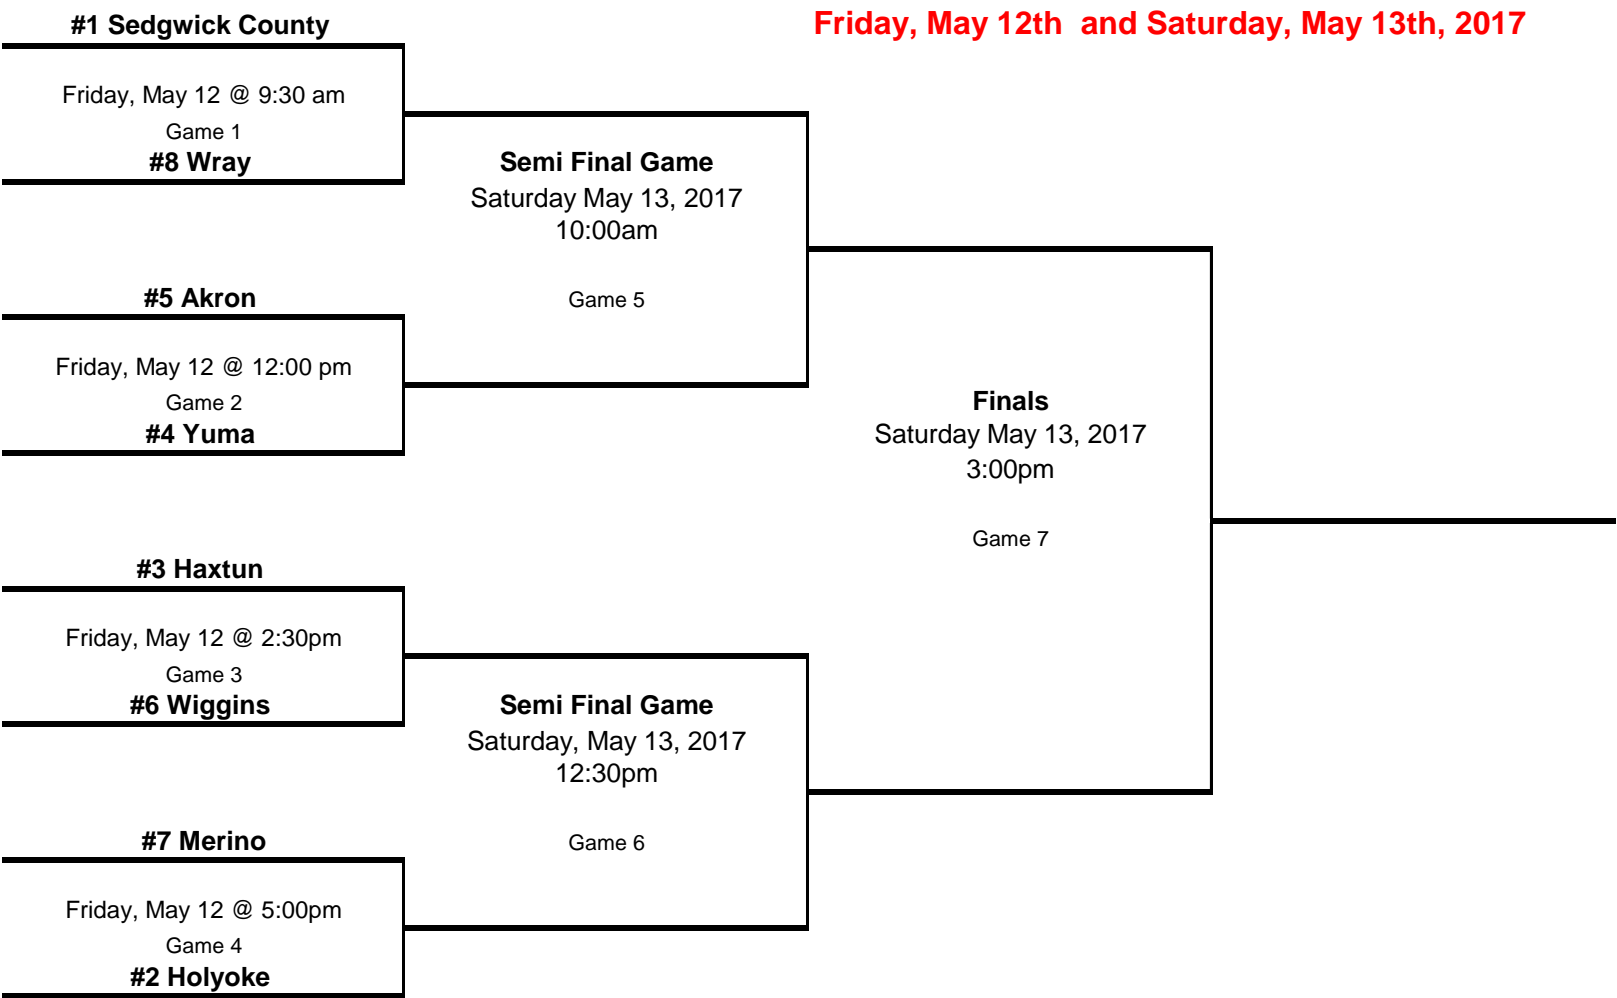 #1 Sedgwick County
Friday, May 12th  and Saturday, May 13th, 2017
Friday, May 12 @ 9:30 am
Game 1
#8 Wray
Semi Final Game
Saturday May 13, 2017
10:00am
Game 5
#5 Akron
Friday, May 12 @ 12:00 pm
Game 2
#4 Yuma
Finals
Saturday May 13, 2017
3:00pm
Game 7
#3 Haxtun
Friday, May 12 @ 2:30pm
Game 3
#6 Wiggins
Semi Final Game
Saturday, May 13, 2017
12:30pm
Game 6
#7 Merino
Friday, May 12 @ 5:00pm
Game 4
#2 Holyoke